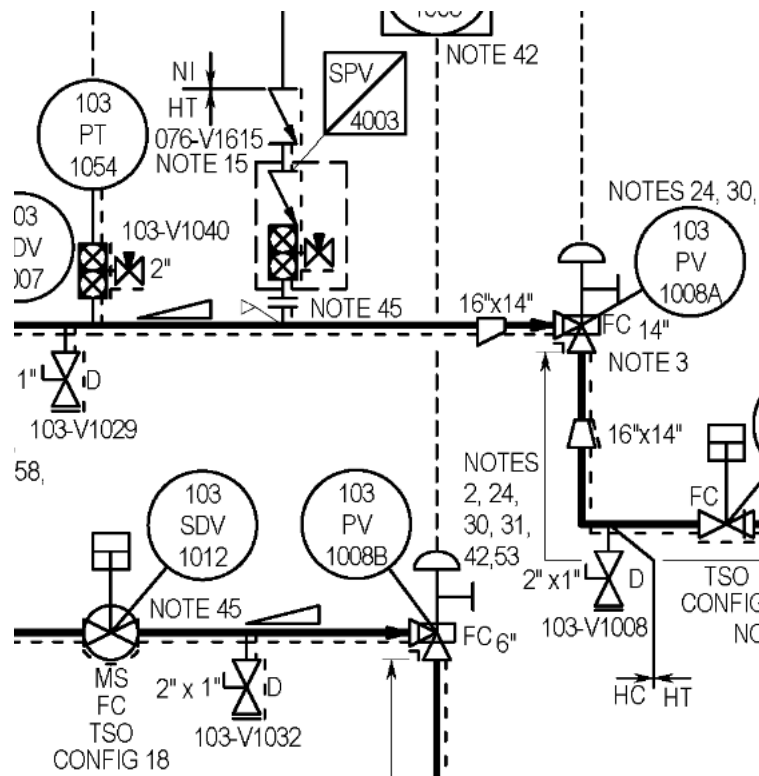 NOTE 42
NI
HT
SPV
4003
103
PT
1054
076-V1615
NOTE 15
NOTES 24, 30,
103
PV
1008A
103-V1040
2"
NOTE 45
16"x14"
FC
14"
NOTE 3
1"
D
103-V1029
58,
16"x14"
NOTES
2, 24,
30, 31,
42,53
FC
103
SDV
1012
103
PV
1008B
NOTE 45
2" x1"
D
103-V1008
TSO
CONFIG
FC
6"
MS
FC
TSO
CONFIG 18
2" x 1"
D
103-V1032
HC
HT